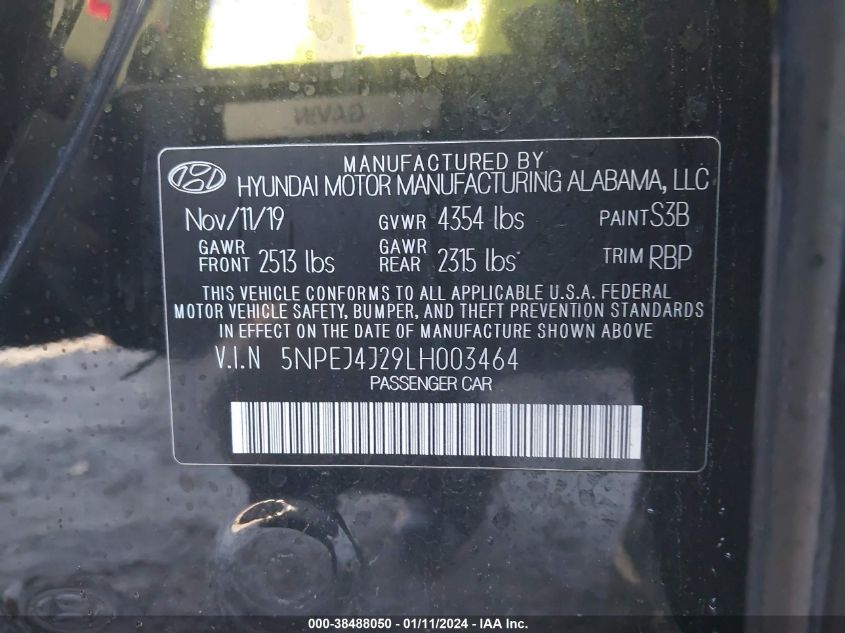 GAVIN
MANUFACTURED BY
HYUNDAI MOTOR MANUFACTURING ALABAMA, LLC
Nov/11/19 GVWR 4354 lbs PAINT S3B
GAWR FRONT 2513 lbs GAWR REAR 2315 lbs TRIM RBP
THIS VEHICLE CONFORMS TO ALL APPLICABLE U.S.A. FEDERAL
MOTOR VEHICLE SAFETY, BUMPER, AND THEFT PREVENTION STANDARDS
IN EFFECT ON THE DATE OF MANUFACTURE SHOWN ABOVE
V.I.N 5NPEJ4J29LH003464
PASSENGER CAR
000-38488050 - 01/11/2024 - IAA Inc.